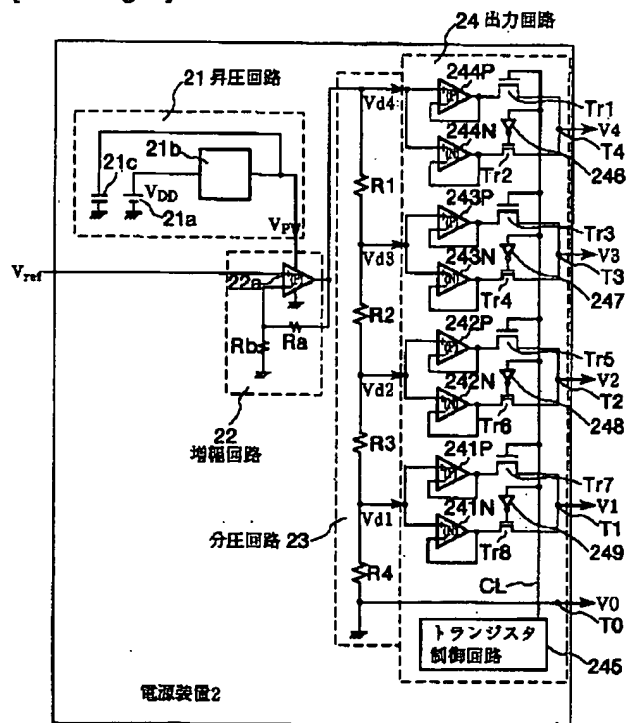 24 出力回路
21 昇圧回路
244P
Vd4
Tr1
V4
T4
21b
244N
21c
VDD
21a
Tr2
246
R1
243P
VPW
Tr3
Vd3
V3
T3
Vref
22a
243N
Tr4
247
Ra
R2
242P
Rb
Tr5
Vd2
V2
T2
242N
22
増幅回路
Tr6
248
R3
241P
Tr7
Vd1
V1
T1
分圧回路 23
241N
Tr8
249
R4
CL
V0
T0
トランジスタ
制御回路
245
電源装置2